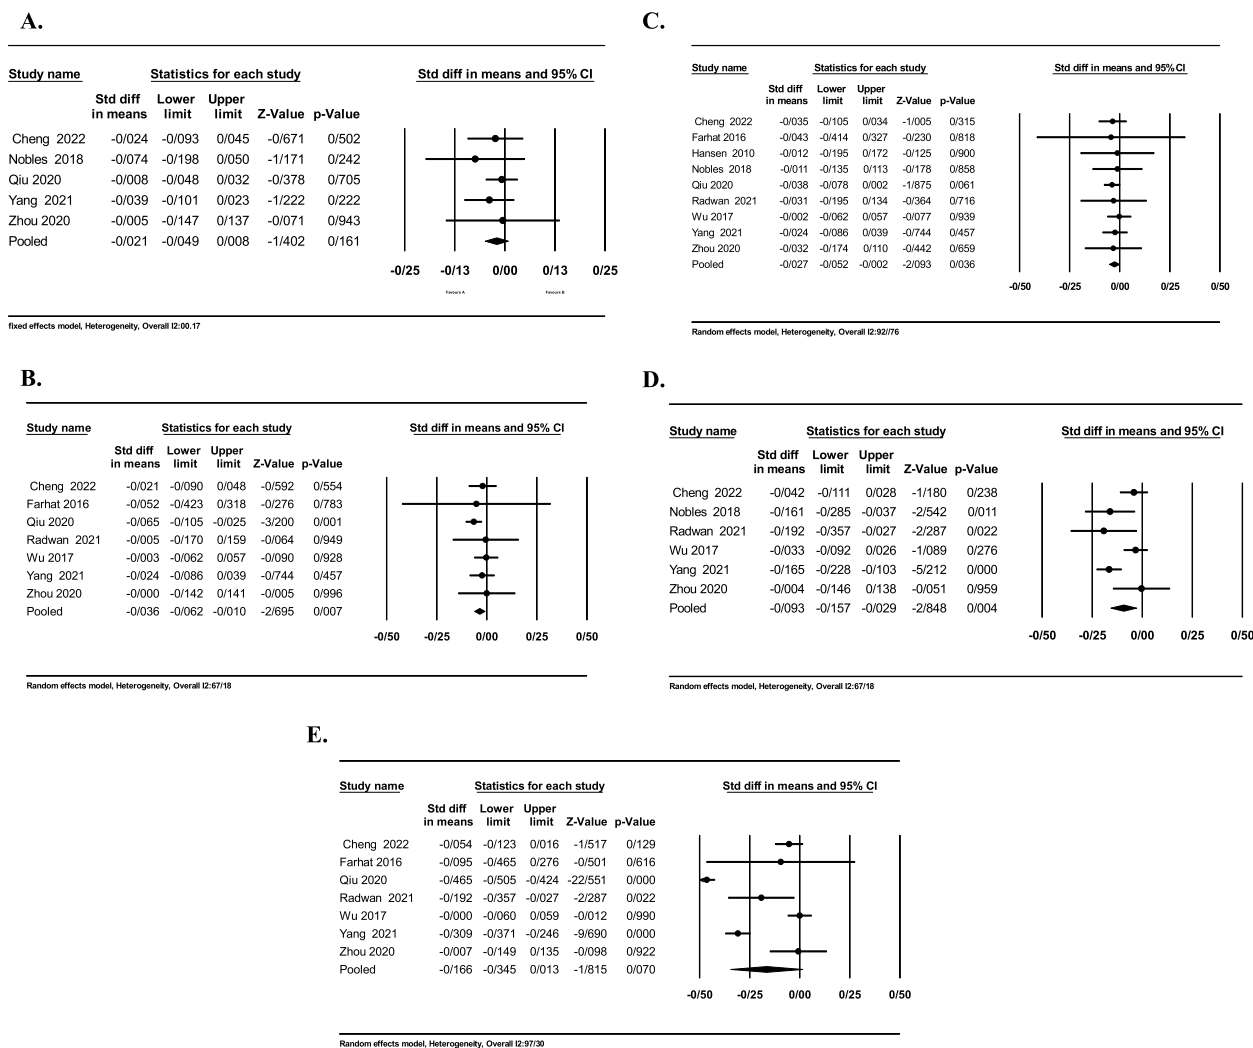 A.
Study name Statistics for each study Std diff in means and 95% CI
Std diff Lower Upper
in means limit limit Z-Value p-Value
Cheng 2022 -0/024 -0/093 0/045 -0/671 0/502
Nobles 2018 -0/074 -0/198 0/050 -1/171 0/242
Qiu 2020 -0/008 -0/048 0/032 -0/378 0/705
Yang 2021 -0/039 -0/101 0/023 -1/222 0/222
Zhou 2020 -0/005 -0/147 0/137 -0/071 0/943
Pooled -0/021 -0/049 0/008 -1/402 0/161
-0/25 -0/13 0/00 0/13 0/25
Favours A Favours B
fixed effects model, Heterogeneity, Overall I2:00.17
B.
Study name Statistics for each study Std diff in means and 95% CI
Std diff Lower Upper
in means limit limit Z-Value p-Value
Cheng 2022 -0/021 -0/090 0/048 -0/592 0/554
Farhat 2016 -0/052 -0/423 0/318 -0/276 0/783
Qiu 2020 -0/065 -0/105 -0/025 -3/200 0/001
Radwan 2021 -0/005 -0/170 0/159 -0/064 0/949
Wu 2017 -0/003 -0/062 0/057 -0/090 0/928
Yang 2021 -0/024 -0/086 0/039 -0/744 0/457
Zhou 2020 -0/000 -0/142 0/141 -0/005 0/996
Pooled -0/036 -0/062 -0/010 -2/695 0/007
-0/50 -0/25 0/00 0/25 0/50
Random effects model, Heterogeneity, Overall I2:67/18
C.
Study name Statistics for each study Std diff in means and 95% CI
Std diff Lower Upper
in means limit limit Z-Value p-Value
Cheng 2022 -0/035 -0/105 0/034 -1/005 0/315
Farhat 2016 -0/043 -0/414 0/327 -0/230 0/818
Hansen 2010 -0/012 -0/195 0/172 -0/125 0/900
Nobles 2018 -0/011 -0/135 0/113 -0/178 0/858
Qiu 2020 -0/038 -0/078 0/002 -1/875 0/061
Radwan 2021 -0/031 -0/195 0/134 -0/364 0/716
Wu 2017 -0/002 -0/062 0/057 -0/077 0/939
Yang 2021 -0/024 -0/086 0/039 -0/744 0/457
Zhou 2020 -0/032 -0/174 0/110 -0/442 0/659
Pooled -0/027 -0/052 -0/002 -2/093 0/036
-0/50 0/00 0/50
Random effects model, Heterogeneity, Overall I2:92//76
D.
Study name Statistics for each study Std diff in means and 95% CI
Std diff Lower Upper
in means limit limit Z-Value p-Value
Cheng 2022 -0/042 -0/111 0/028 -1/180 0/238
Nobles 2018 -0/161 -0/285 -0/037 -2/542 0/011
Radwan 2021 -0/192 -0/357 -0/027 -2/287 0/022
Wu 2017 -0/033 -0/092 0/026 -1/089 0/276
Yang 2021 -0/165 -0/228 -0/103 -5/212 0/000
Zhou 2020 -0/004 -0/146 0/138 -0/051 0/959
Pooled -0/093 -0/157 -0/029 -2/848 0/004
-0/50 -0/25 0/00 0/25 0/50
Random effects model, Heterogeneity, Overall I2:67/18
E.
Study name Statistics for each study Std diff in means and 95% CI
Std diff Lower Upper
in means limit limit Z-Value p-Value
Cheng 2022 -0/054 -0/123 0/016 -1/517 0/129
Farhat 2016 -0/095 -0/465 0/276 -0/501 0/616
Qiu 2020 -0/465 -0/505 -0/424 -22/551 0/000
Radwan 2021 -0/192 -0/357 -0/027 -2/287 0/022
Wu 2017 -0/000 -0/060 0/059 -0/012 0/990
Yang 2021 -0/309 -0/371 -0/246 -9/690 0/000
Zhou 2020 -0/007 -0/149 0/135 -0/098 0/922
Pooled -0/166 -0/345 0/013 -1/815 0/070
-0/50 -0/25 0/00 0/25 0/50
Random effects model, Heterogeneity, Overall I2:97/30